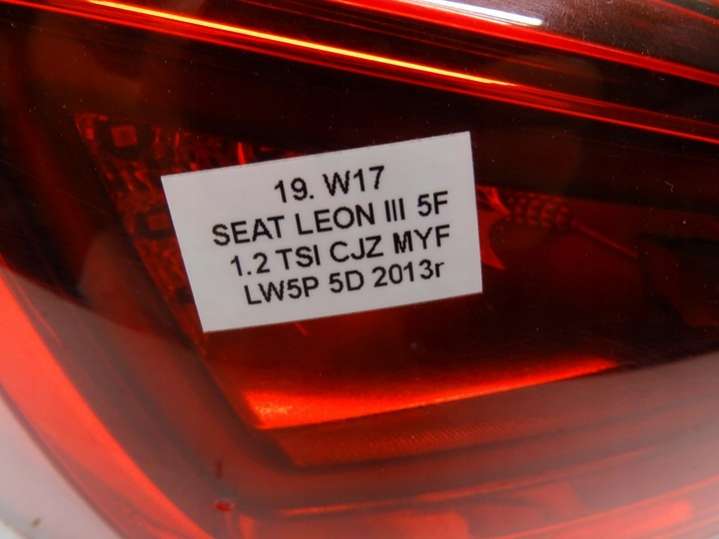 19. W17
SEAT LEON III 5F
1.2 TSI CJZ MYF
LW5P 5D 2013r